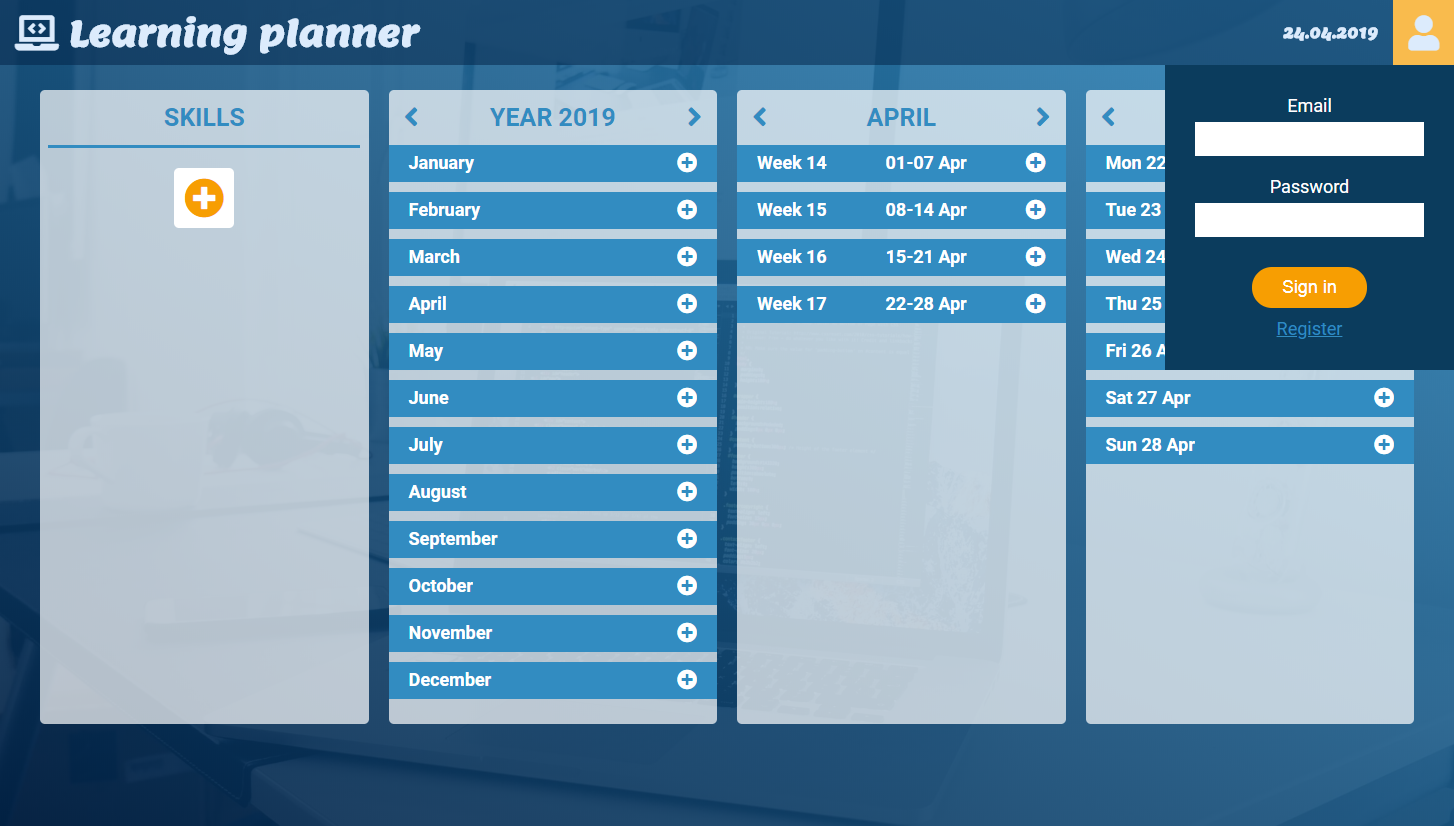 Learning planner
24.04.2019
SKILLS
YEAR 2019
January
February
March
April
May
June
July
August
September
October
November
December
APRIL
Week 14 01-07 Apr
Week 15 08-14 Apr
Week 16 15-21 Apr
Week 17 22-28 Apr
Mon 22
Tue 23
Wed 24
Thu 25
Fri 26
Sat 27 Apr
Sun 28 Apr
Email
Password
Sign in
Register